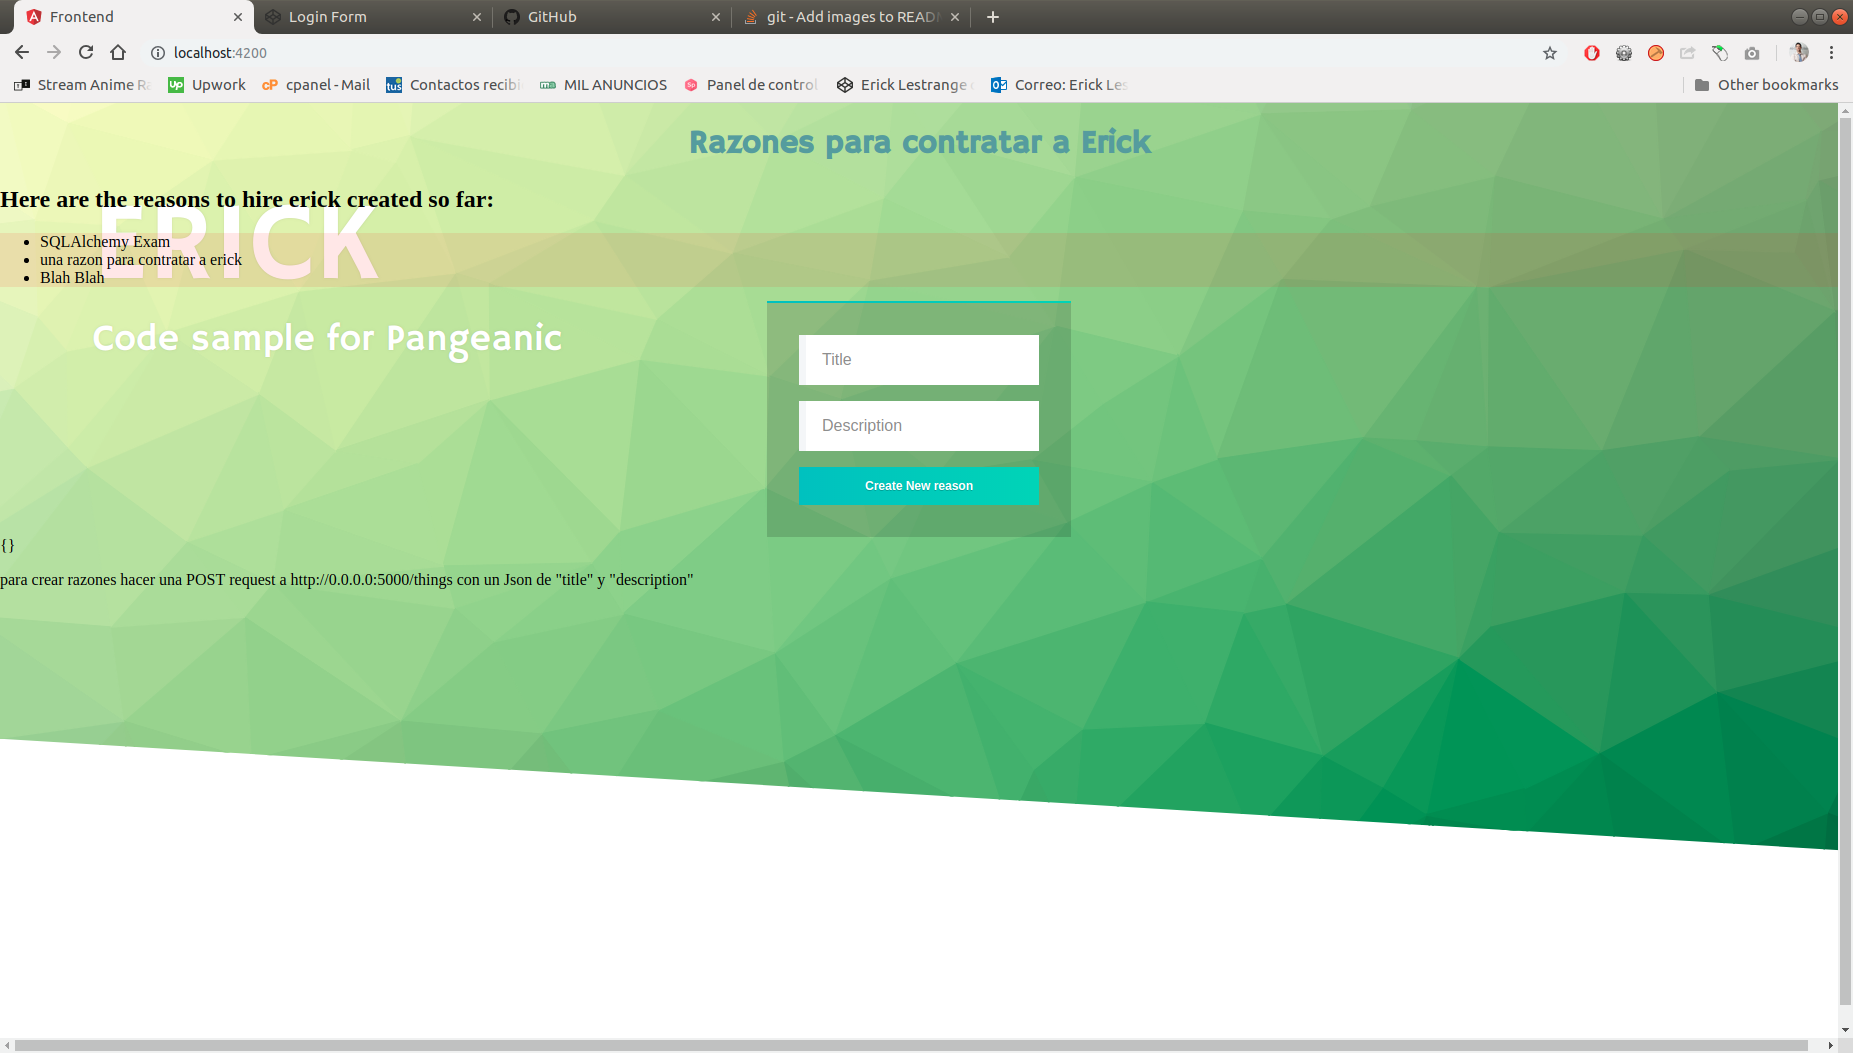 Frontend
Login Form
GitHub
git - Add images to READ
localhost:4200
Stream Anime
Upwork
cpanel - Mail
Contactos recibi
MIL ANUNCIOS
Panel de control
Erick Lestrange
Correo: Erick Les
Other bookmarks
Razones para contratar a Erick
Here are the reasons to hire erick created so far:
ERICK
SQLAlchemy Exam
una razon para contratar a erick
Blah Blah
Code sample for Pangeanic
Title
Description
Create New reason
{}
para crear razones hacer una POST request a http://0.0.0.0:5000/things con un Json de "title" y "description"